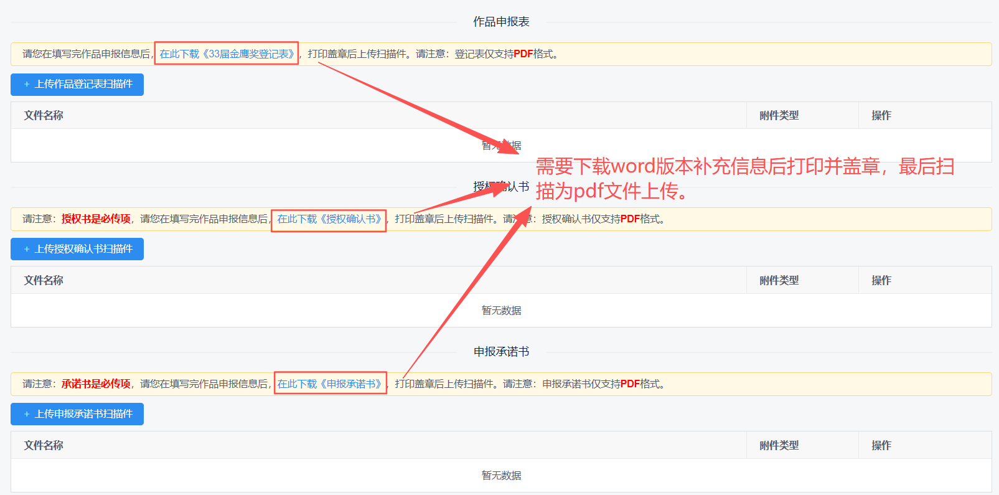 作品申报表
请您在填写完作品申报信息后，在此下载《33届金鹰奖登记表》，打印盖章后上传扫描件。请注意：登记表仅支持PDF格式。
+ 上传作品登记表扫描件
文件名称 附件类型 操作
暂无数据
需要下载word版本补充信息后打印并盖章，最后扫
描为pdf文件上传。
授权确认书
请注意：授权书是必传项，请您在填写完作品申报信息后，在此下载《授权确认书》，打印盖章后上传扫描件。请注意：授权确认书仅支持PDF格式。
+ 上传授权确认书扫描件
文件名称 附件类型 操作
暂无数据
申报承诺书
请注意：承诺书是必传项，请您在填写完作品申报信息后，在此下载《申报承诺书》，打印盖章后上传扫描件。请注意：申报承诺书仅支持PDF格式。
+ 上传申报承诺书扫描件
文件名称 附件类型 操作
暂无数据